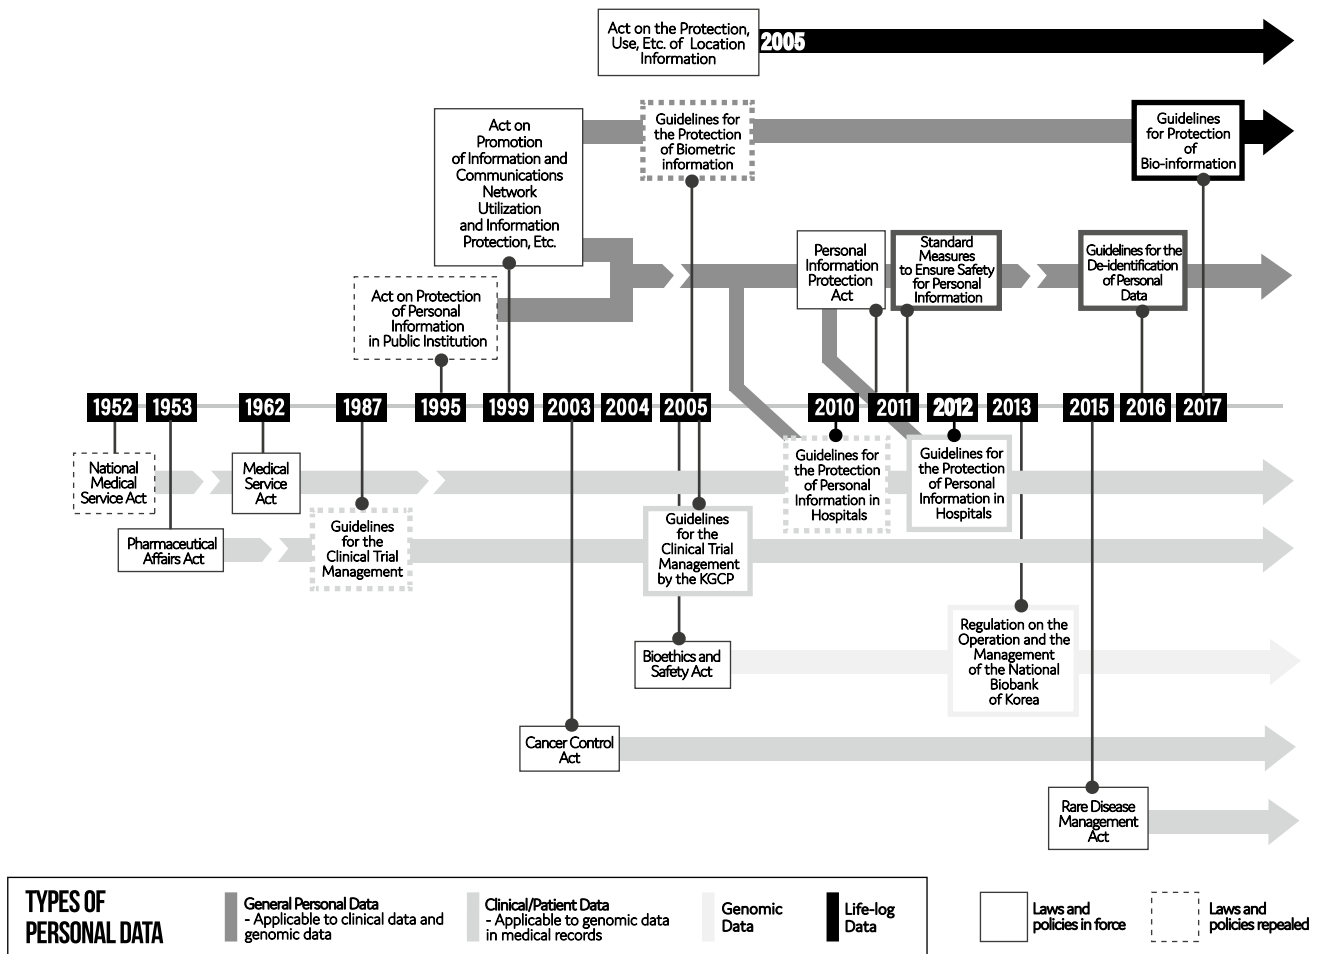 Act on the Protection,
Use, Etc. of Location
Information
2005
Act on
Promotion
of Information and
Communications
Network
Utilization
and Information
Protection, Etc.
Guidelines for
the Protection
of Biometric
information
Guidelines
for Protection
of
Bio-information
Act on Protection
of Personal
Information
in Public Institution
Personal
Information
Protection
Act
Standard
Measures
to Ensure Safety
for Personal
Information
Guidelines for the
De-identification
of Personal
Data
1952
1953
1962
1987
1995
1999
2003
2004
2005
2010
2011
2012
2013
2015
2016
2017
National
Medical
Service Act
Medical
Service
Act
Guidelines for
the Protection
of Personal
Information in
Hospitals
Guidelines for
the Protection
of Personal
Information in
Hospitals
Pharmaceutical
Affairs Act
Guidelines
for the
Clinical Trial
Management
Guidelines
for the
Clinical Trial
Management
by the KGCP
Bioethics and
Safety Act
Regulation on the
Operation and the
Management
of the National
Biobank
of Korea
Cancer Control
Act
Rare Disease
Management
Act
TYPES OF
PERSONAL DATA
General Personal Data
- Applicable to clinical data and
genomic data
Clinical/Patient Data
- Applicable to genomic data
in medical records
Genomic
Data
Life-log
Data
Laws and
policies in force
Laws and
policies repealed